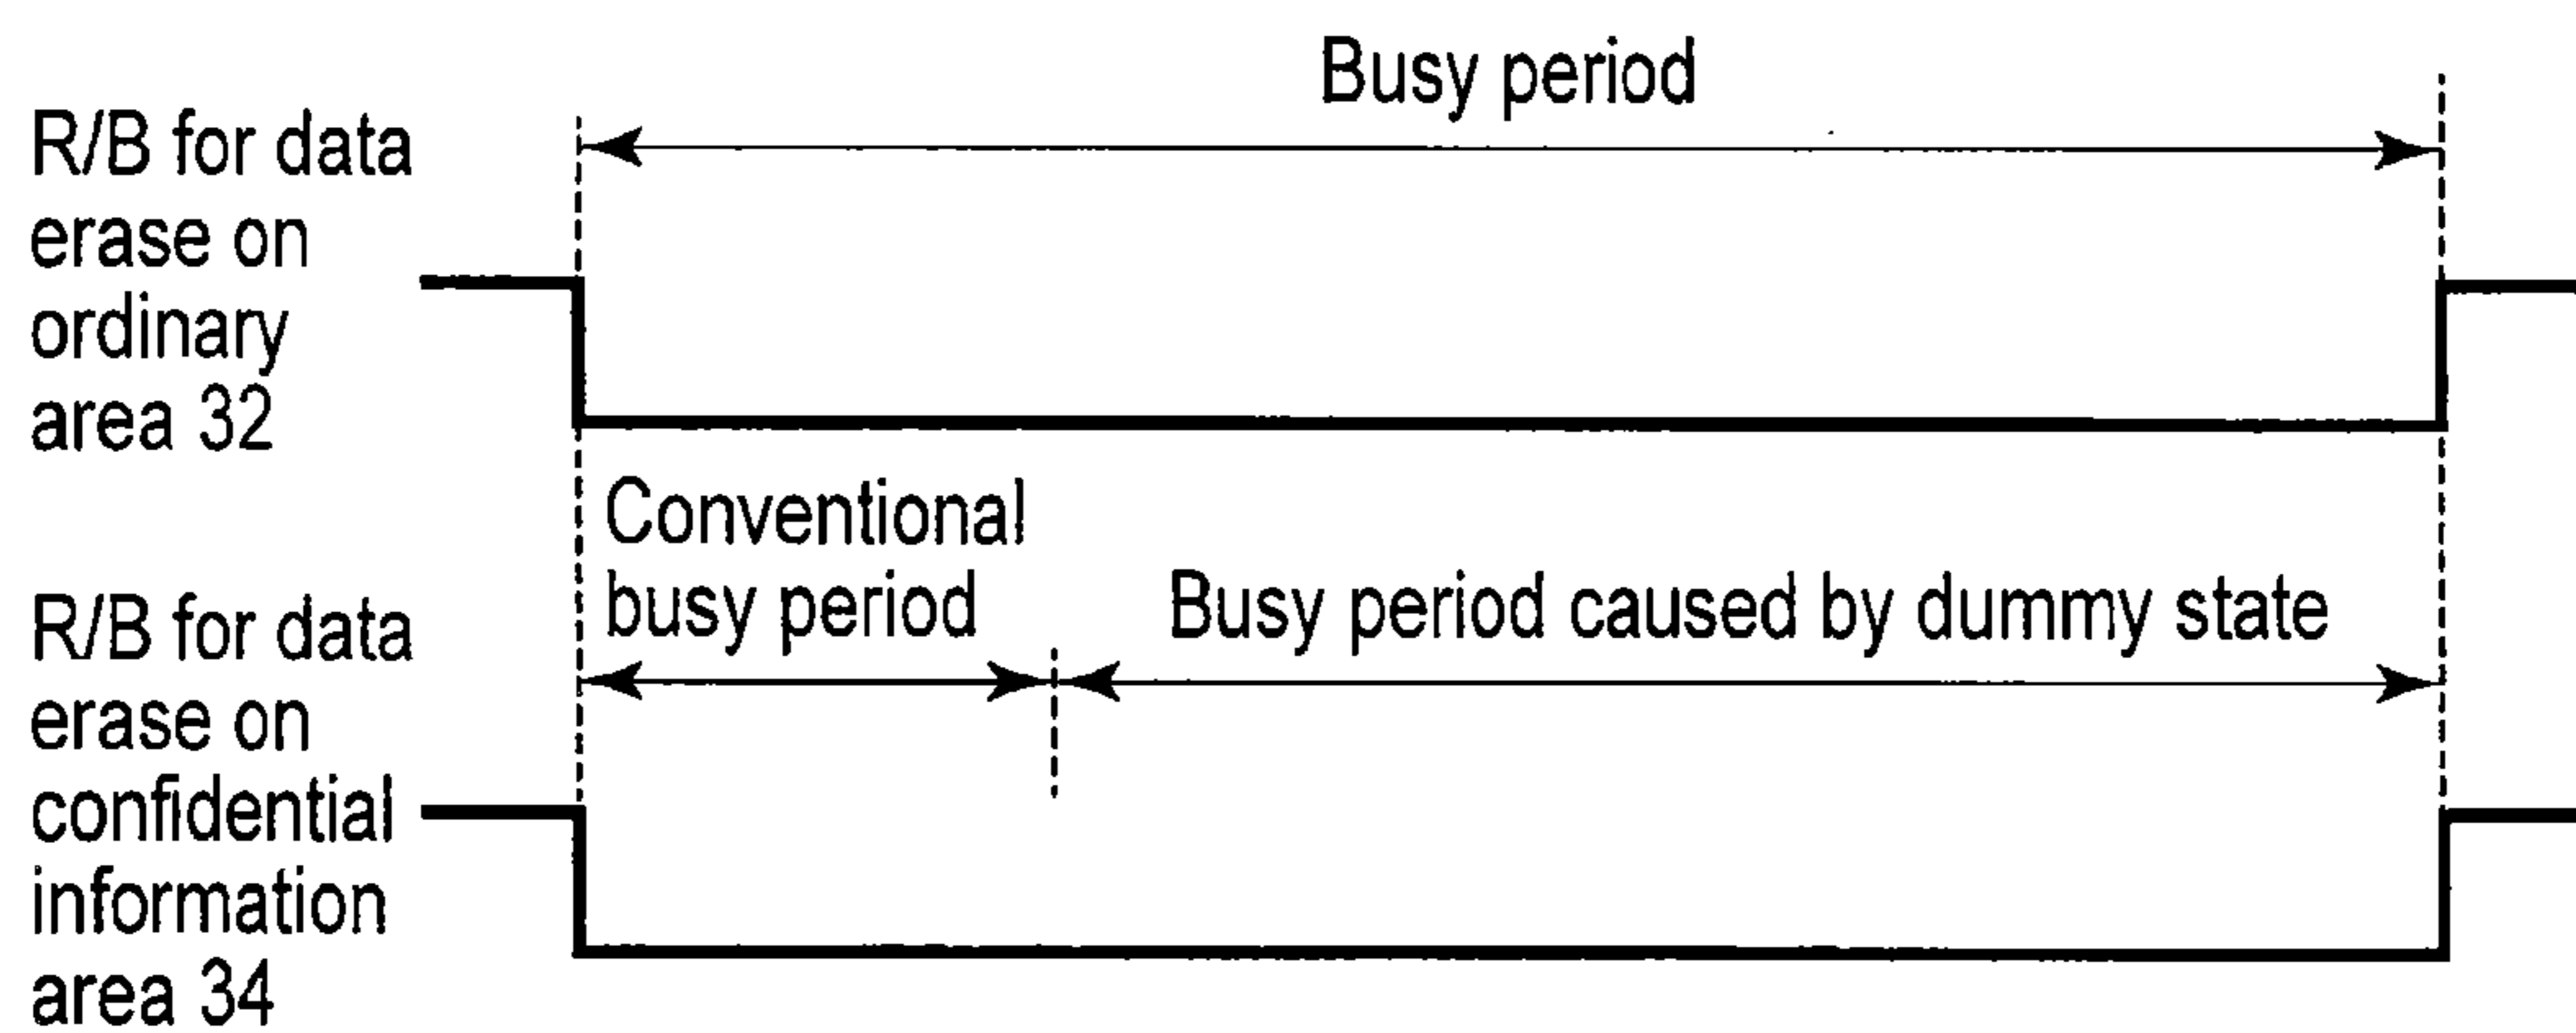 Busy period
R/B for data
erase on
ordinary
area 32
Conventional
busy period
Busy period caused by dummy state
R/B for data
erase on
confidential
information
area 34